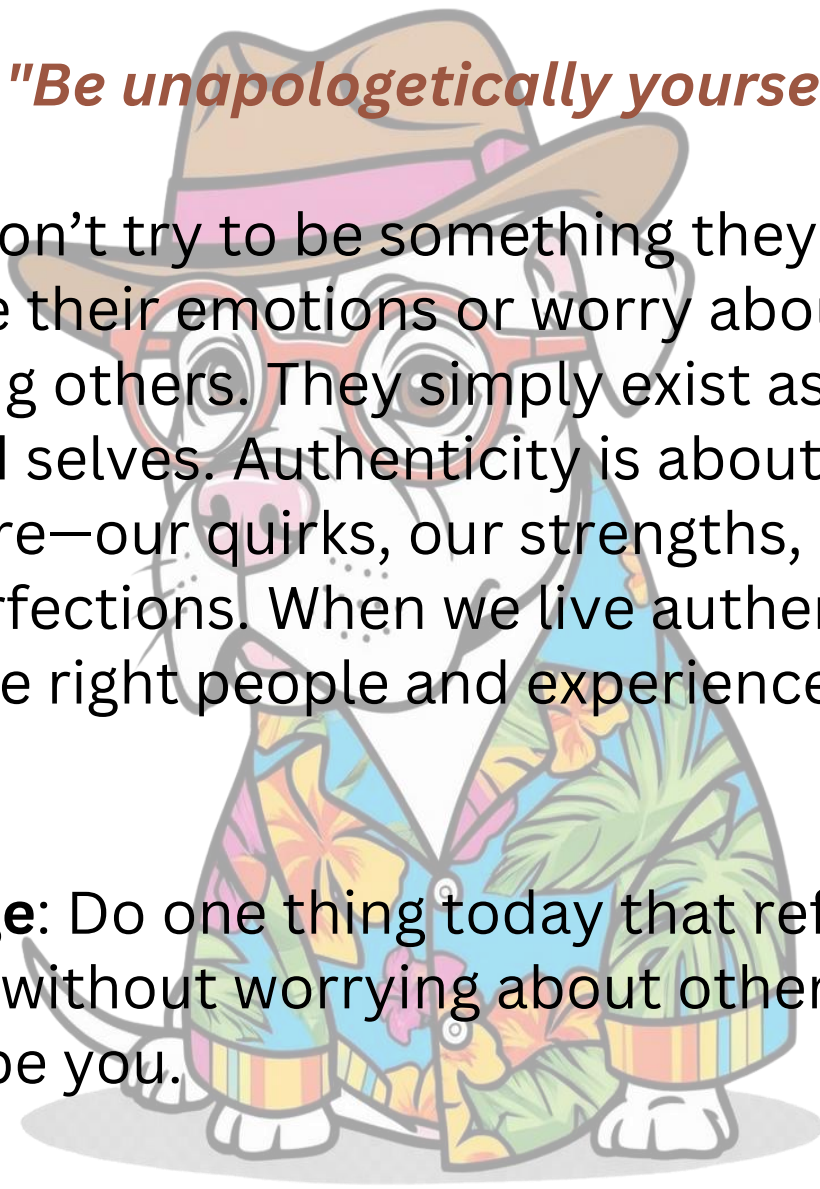 "Be unapologetically yourse
on’t try to be something they
e their emotions or worry abou
g others. They simply exist as
d selves. Authenticity is about
re—our quirks, our strengths,
rfections. When we live authen
e right people and experience
ge: Do one thing today that ref
without worrying about other
be you.